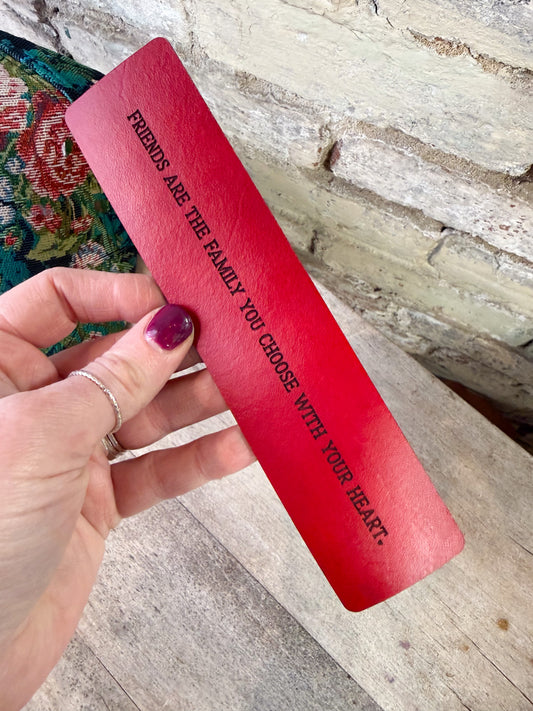 FRIENDS ARE THE FAMILY YOU CHOOSE WITH YOUR HEART.♥